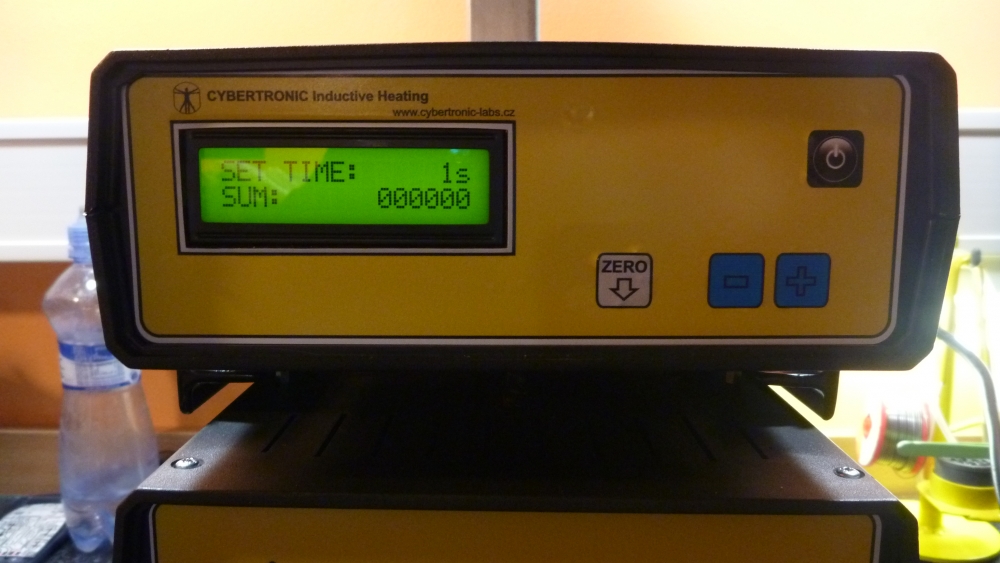 CYBERTRONIC Inductive Heating
www.cybertronic-labs.cz
SET TIME: 1s
SUM: 000000
ZERO